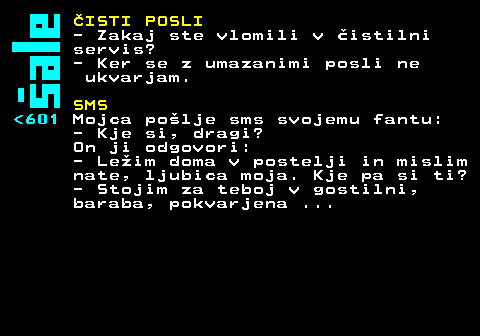 Šale
ČISTI POSLI
- Zakaj ste vlomili v čistilni
servis?
- Ker se z umazanimi posli ne
ukvarjam.
SMS
<601 Mojca pošlje sms svojemu fantu:
- Kje si, dragi?
On ji odgovori:
- Ležim doma v postelji in mislim
nate, ljubica moja. Kje pa si ti?
- Stojim za teboj v gostilni,
baraba, pokvarjena ...